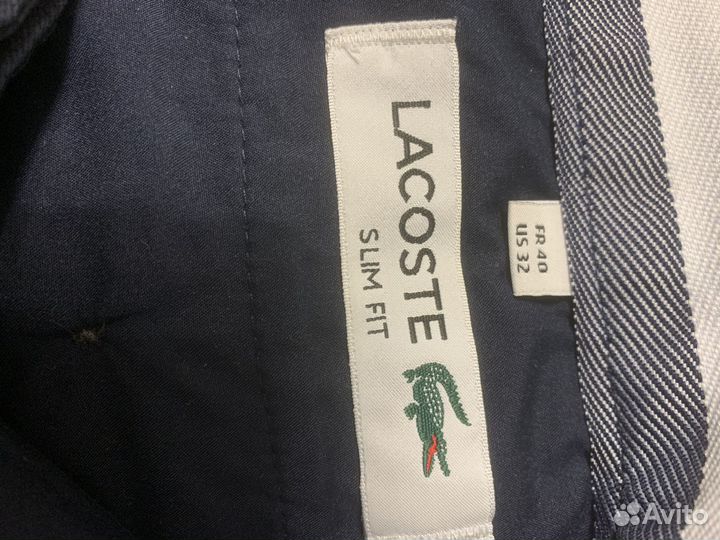 LACOSTE
SLIM FIT
FR 40
US 32
Avito